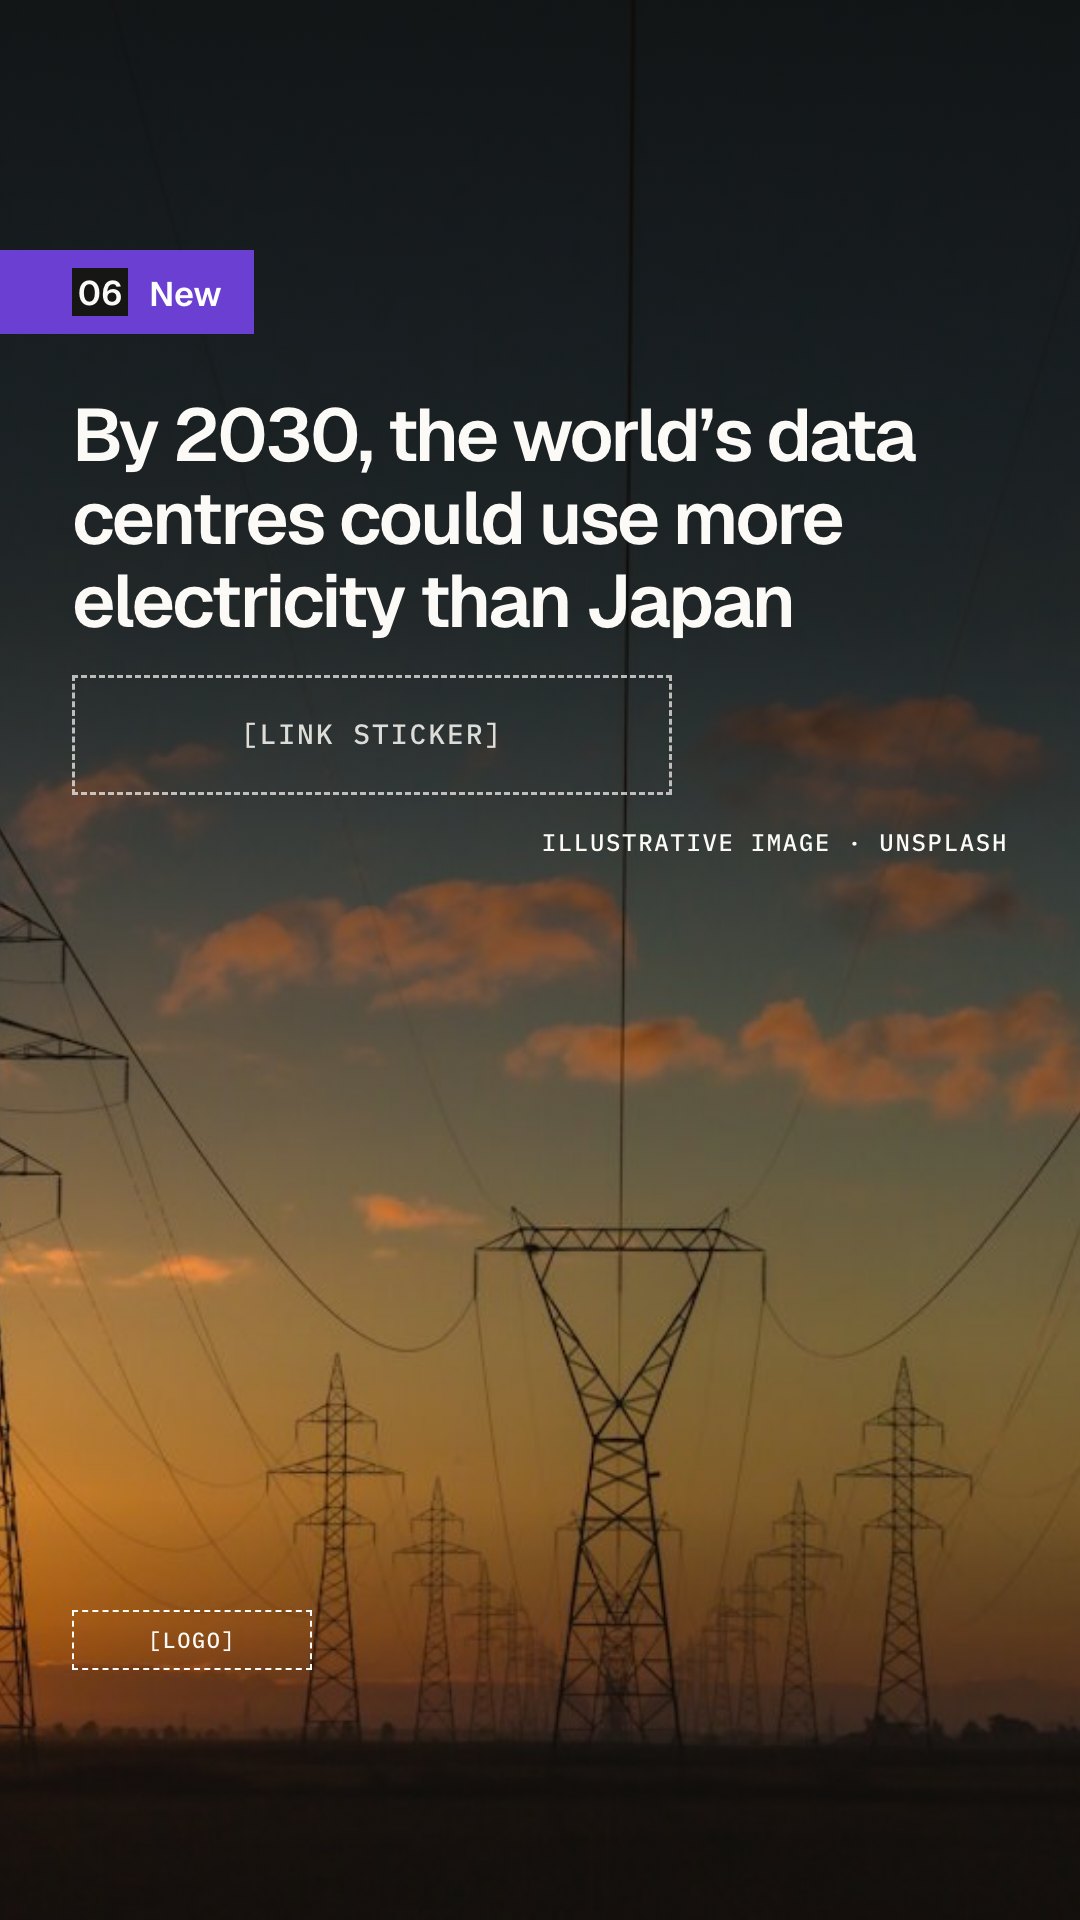 06 New
By 2030, the world’s data
centres could use more
electricity than Japan
[LINK STICKER]
ILLUSTRATIVE IMAGE · UNSPLASH
[LOGO]